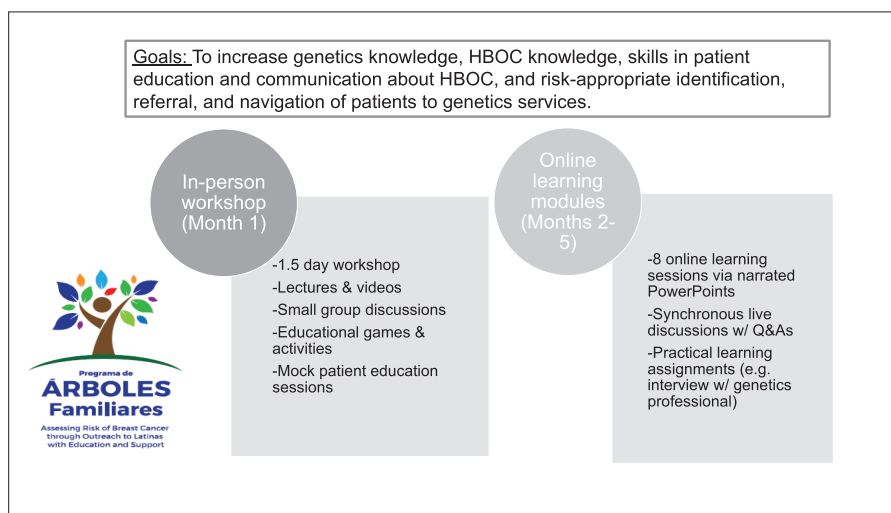 Goals: To increase genetics knowledge, HBOC knowledge, skills in patient
education and communication about HBOC, and risk-appropriate identification,
referral, and navigation of patients to genetics services.
In-person
workshop
(Month 1)
-1.5 day workshop
-Lectures & videos
-Small group discussions
-Educational games &
activities
-Mock patient education
sessions
Online
learning
modules
(Months 2-
5)
-8 online learning
sessions via narrated
PowerPoints
-Synchronous live
discussions w/ Q&As
-Practical learning
assignments (e.g.
interview w/ genetics
professional)
Programa de
ÁRBOLES
Familiares
Assessing Risk of Breast Cancer
through Outreach to Latinas
with Education and Support